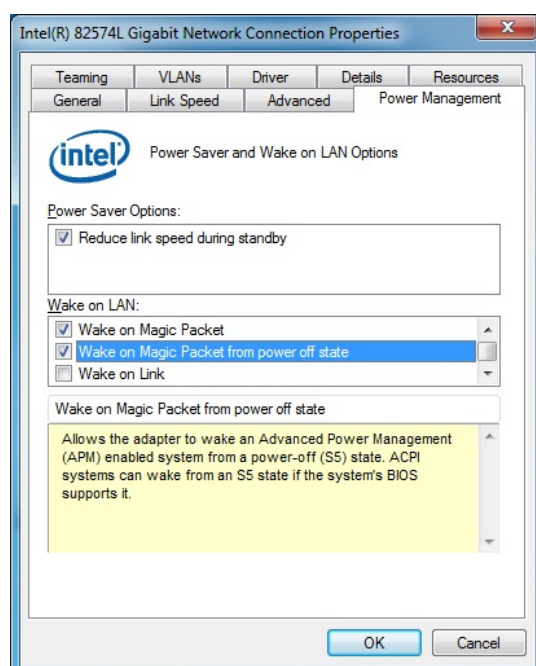 Intel(R) 82574L Gigabit Network Connection Properties
Teaming VLANs Driver Details Resources
General Link Speed Advanced Power Management
intel Power Saver and Wake on LAN Options
Power Saver Options:
Reduce link speed during standby
Wake on LAN:
Wake on Magic Packet
Wake on Magic Packet from power off state
Wake on Link
Wake on Magic Packet from power off state
Allows the adapter to wake an Advanced Power Management
(APM) enabled system from a power-off (S5) state. ACPI
systems can wake from an S5 state if the system's BIOS
supports it.
OK Cancel